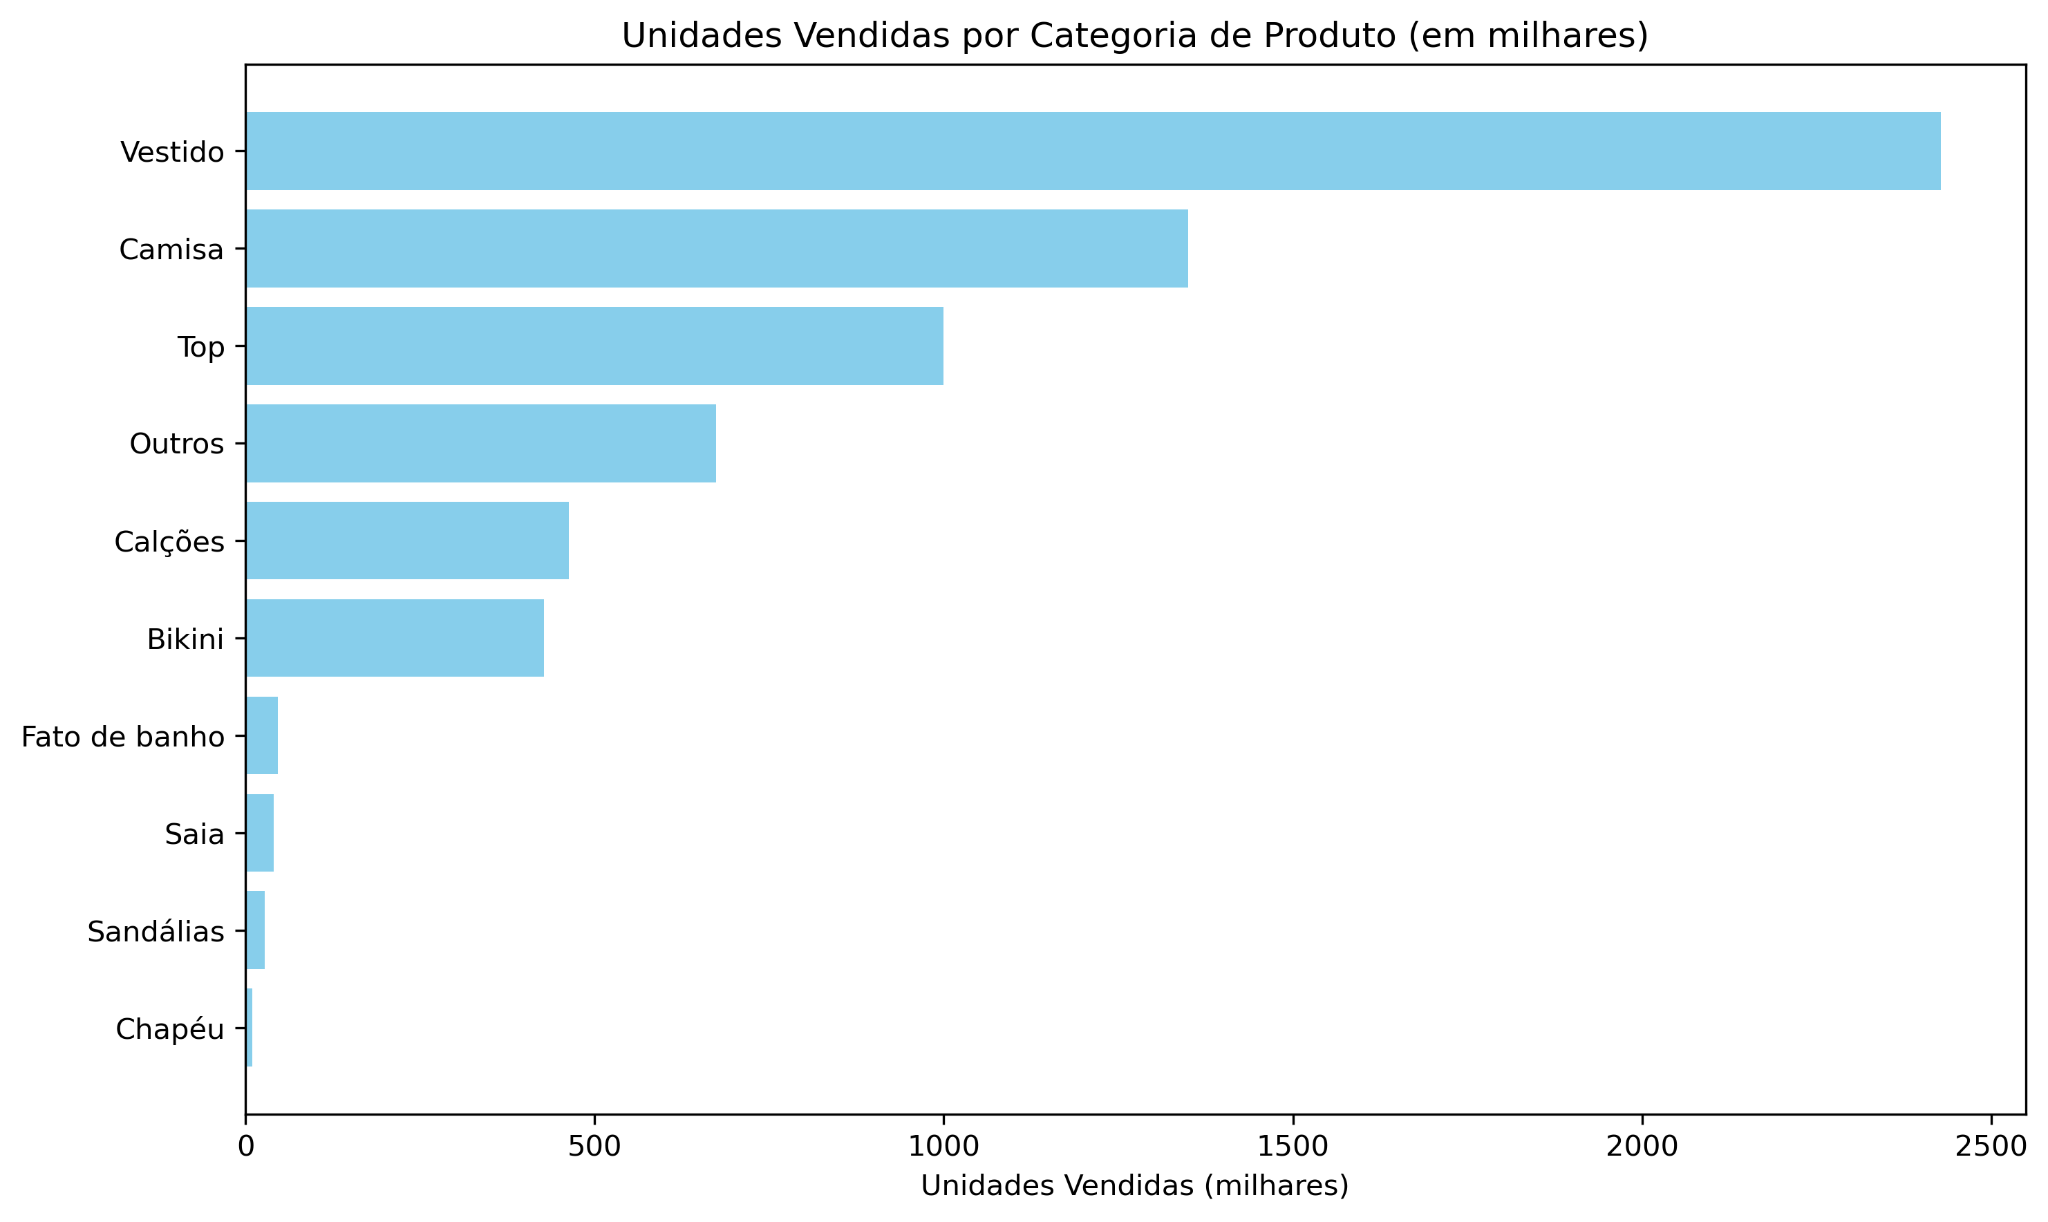 Unidades Vendidas por Categoria de Produto (em milhares)
Vestido
Camisa
Top
Outros
Calções
Bikini
Fato de banho
Saia
Sandálias
Chapéu
0 500 1000 1500 2000 2500
Unidades Vendidas (milhares)